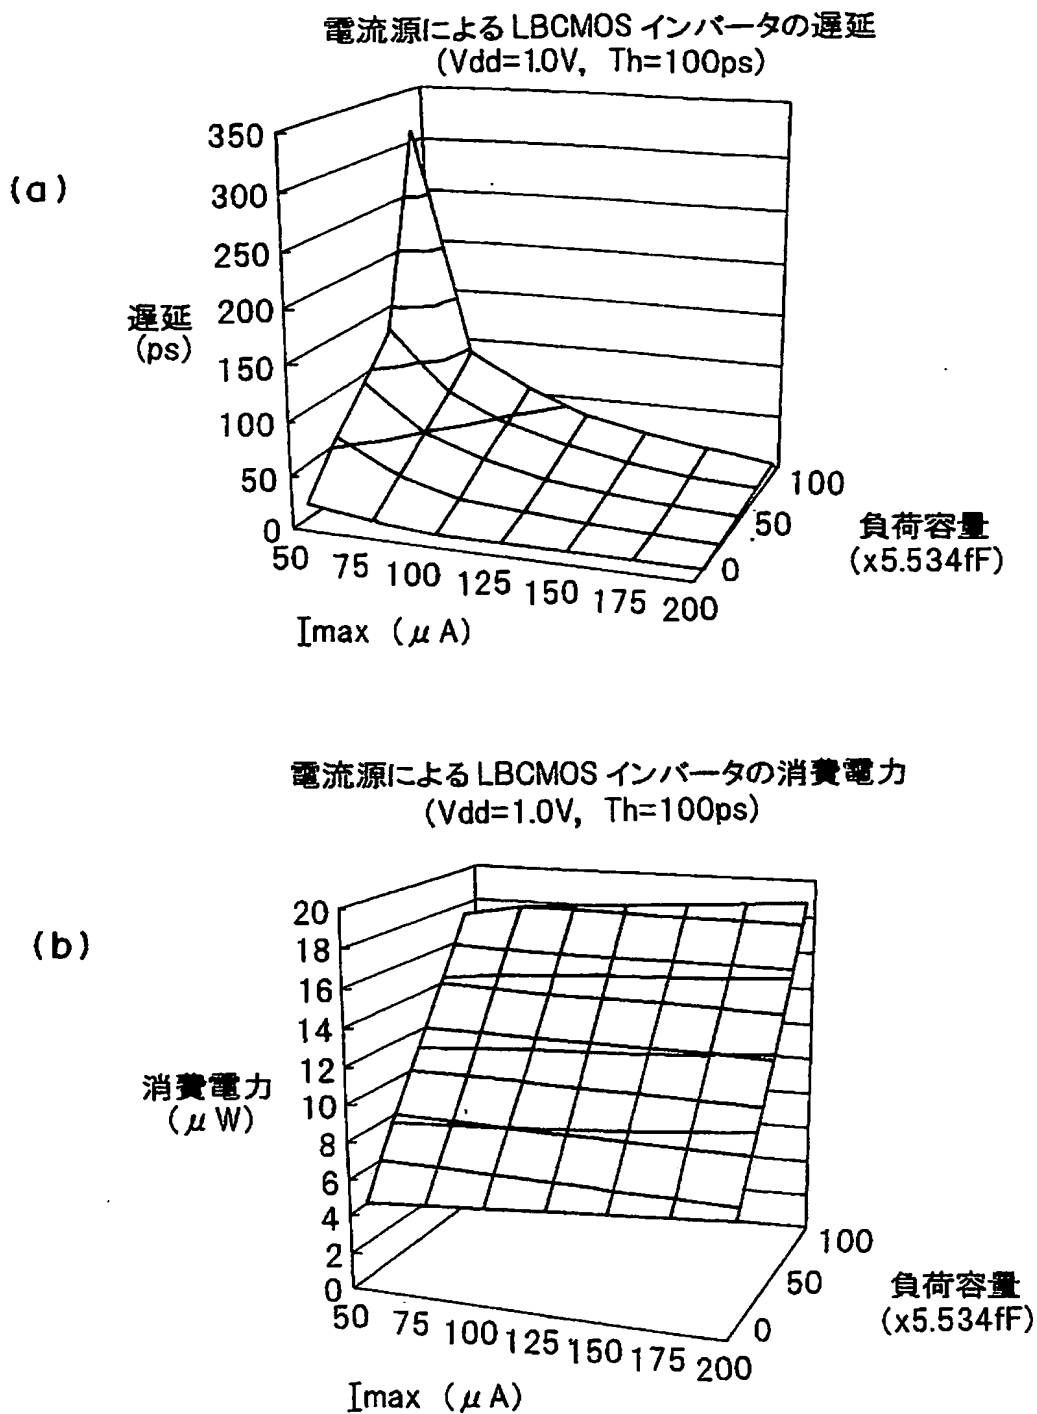 電流源によるLBCMOSインバータの遅延
(Vdd=1.0V, Th=100ps)
(a)
350
300
250
200
150
100
50
0
遅延
(ps)
50
75
100
125
150
175
200
Imax (μA)
0
50
100
負荷容量
(x5.534fF)
電流源によるLBCMOSインバータの消費電力
(Vdd=1.0V, Th=100ps)
(b)
20
18
16
14
12
10
8
6
4
2
0
消費電力
(μW)
50
75
100
125
150
175
200
Imax (μA)
0
50
100
負荷容量
(x5.534fF)